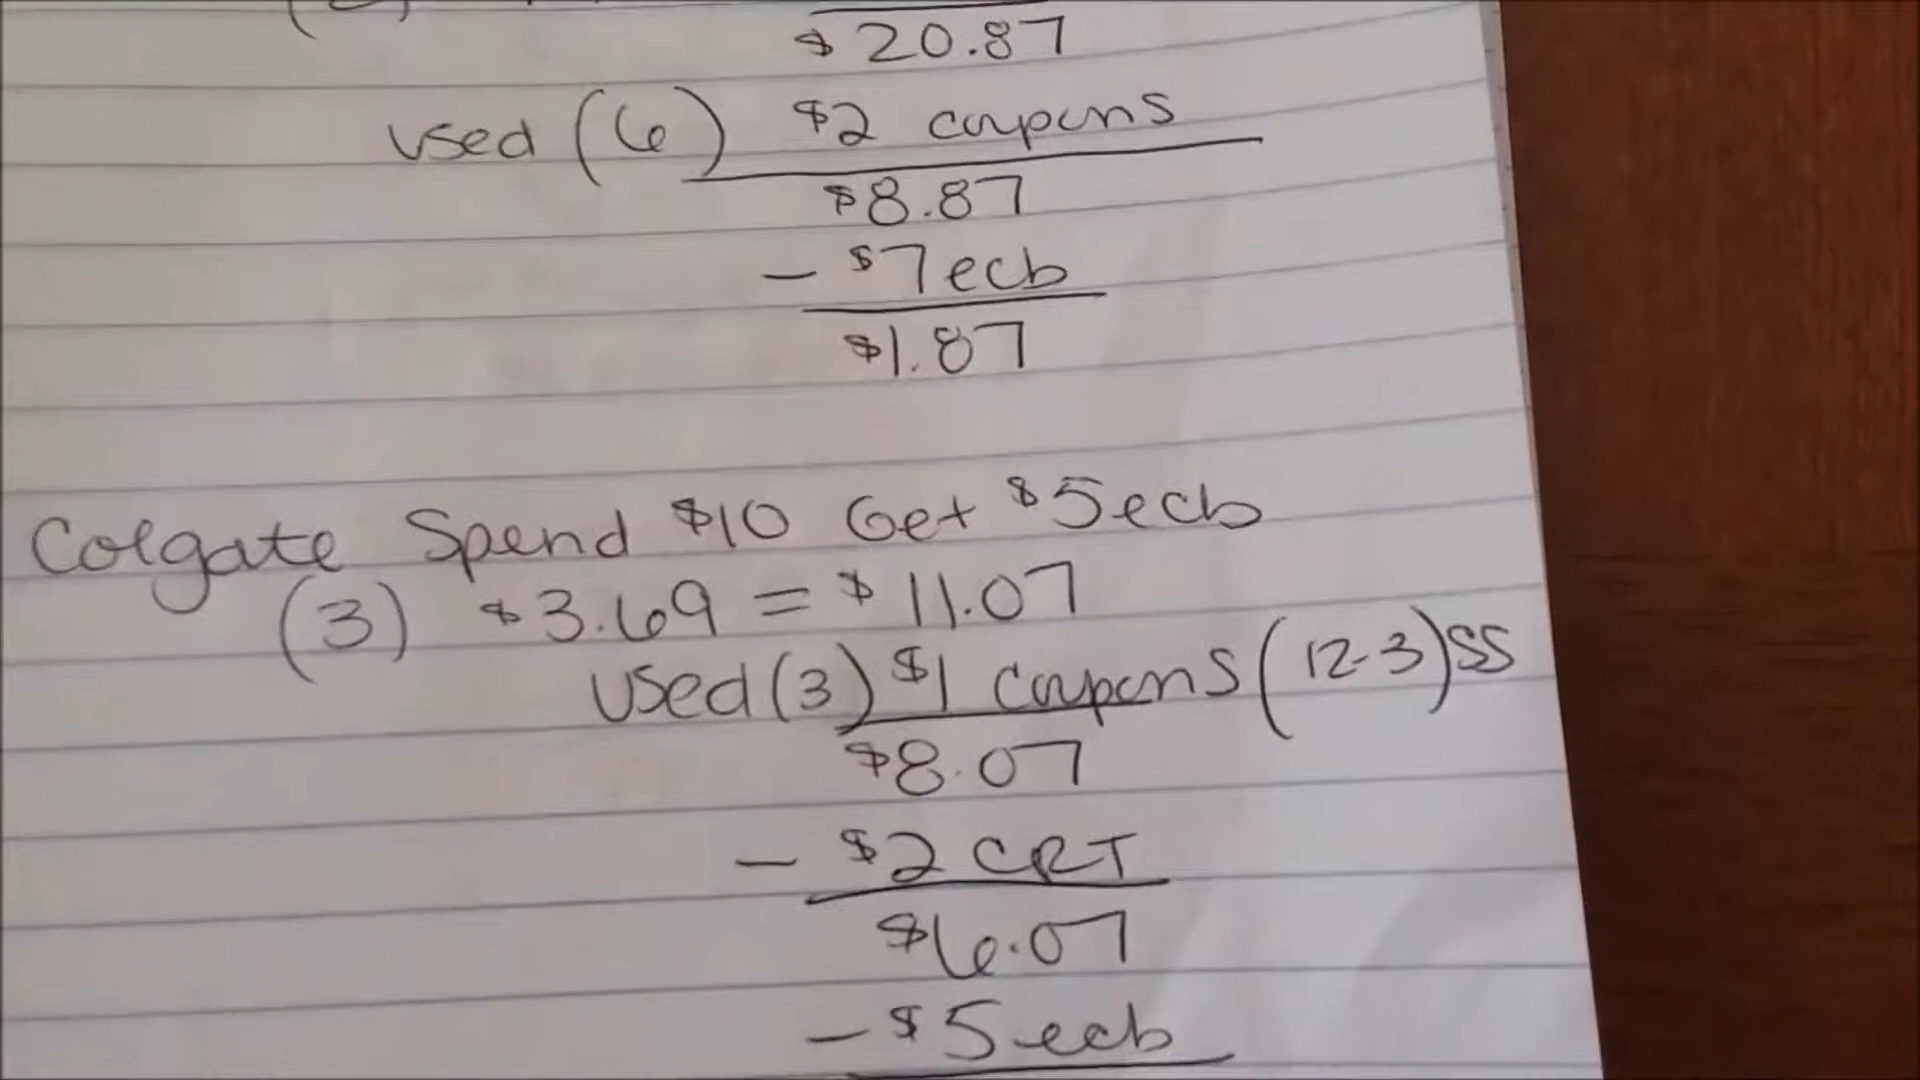 $20.87
used (6) $2 coupons
$8.87
- $7 ecb
$1.87
Colgate Spend $10 Get $5 ecb
(3) $3.69 = $11.07
used (3) $1 coupons (12-3) SS
$8.07
- $2 CRT
$6.07
- $5 ecb